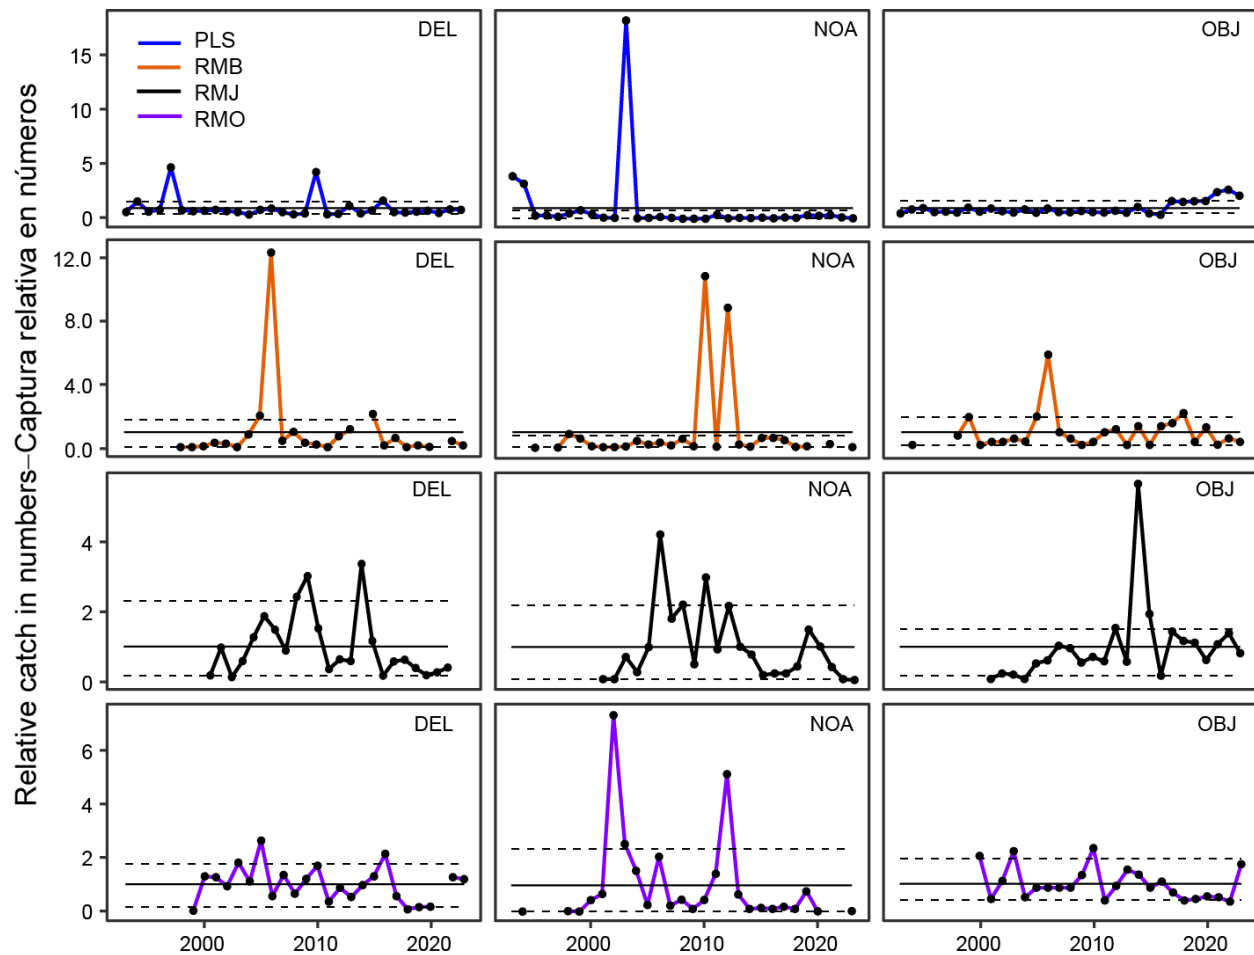 Relative catch in numbers–Captura relativa en números
DEL
NOA
OBJ
PLS
RMB
RMJ
RMO
15
10
5
0
DEL
NOA
OBJ
12.0
8.0
4.0
0.0
DEL
NOA
OBJ
4
2
0
DEL
NOA
OBJ
6
4
2
0
2000 2010 2020 2000 2010 2020 2000 2010 2020